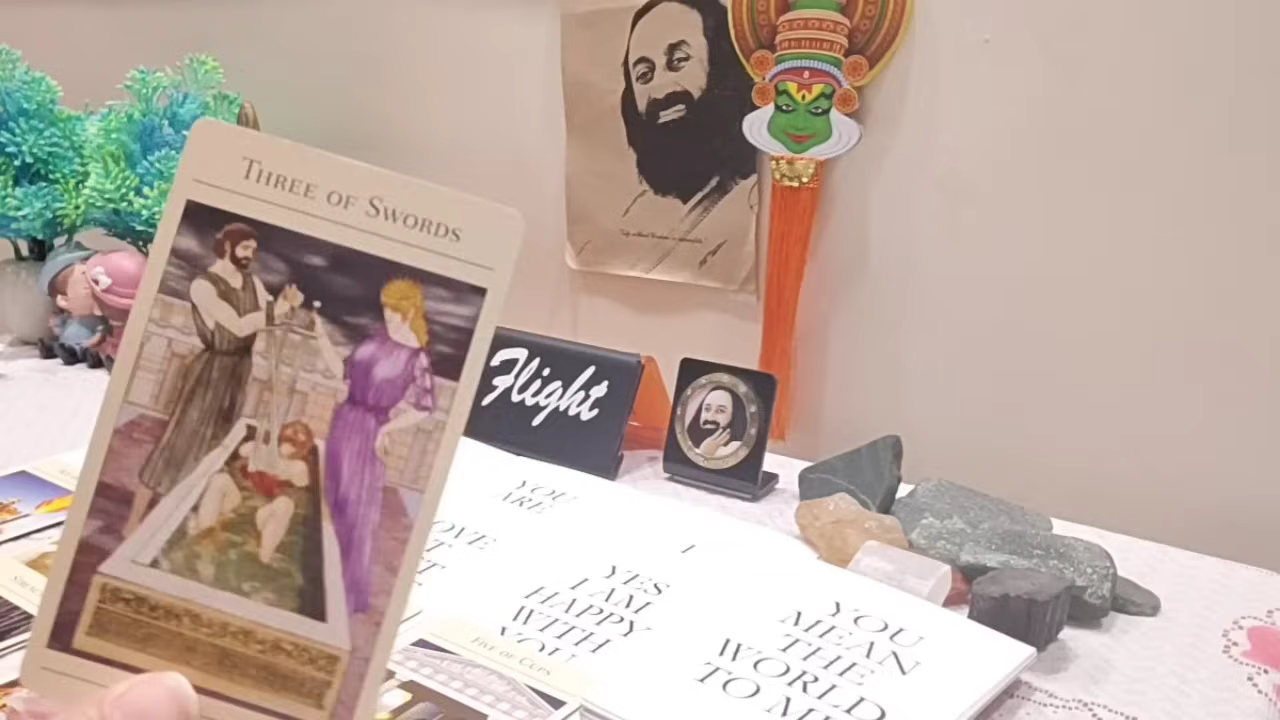 THREE OF SWORDS
Flight
YOU
ARE
I
YES
I AM
HAPPY
WITH
YOU
YOU
MEAN
THE
WORLD
TO ME
FIVE OF CUPS